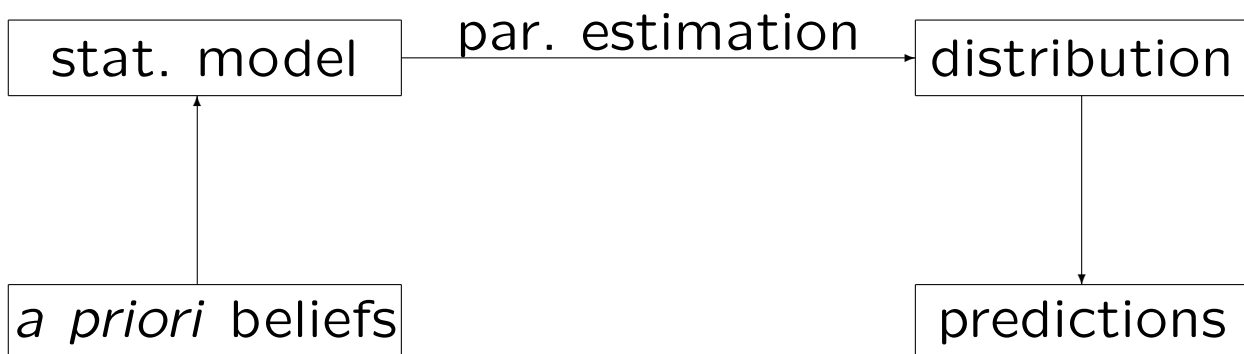 stat. model
par. estimation
distribution
a priori beliefs
predictions